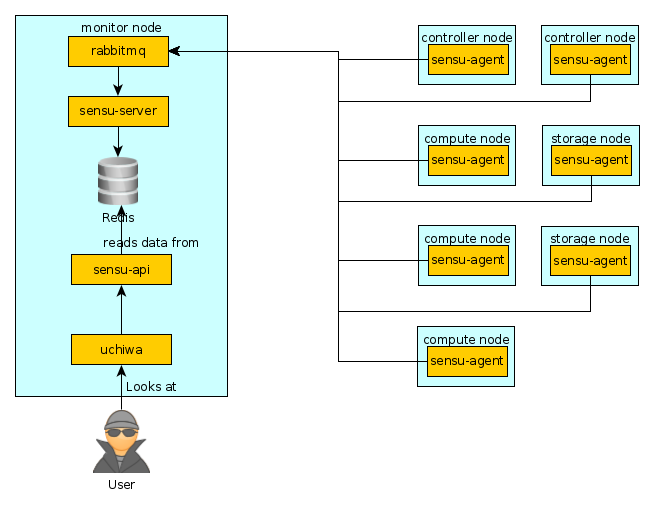 monitor node
rabbitmq
sensu-server
Redis
reads data from
sensu-api
uchiwa
Looks at
User
controller node
sensu-agent
controller node
sensu-agent
compute node
sensu-agent
storage node
sensu-agent
compute node
sensu-agent
storage node
sensu-agent
compute node
sensu-agent